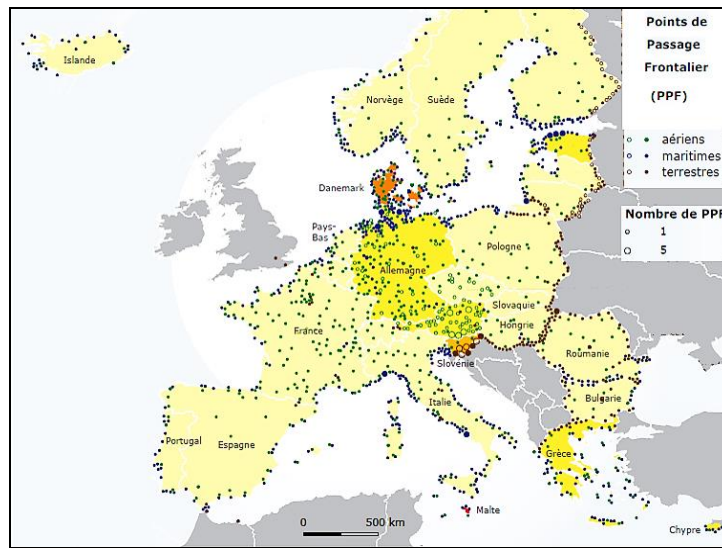 Points de
Passage
Frontalier
(PPF)
aériens
maritimes
terrestres
Nombre de PPF
1
5
Islande
Norvège
Suède
Danemark
Pays-
Bas
Pologne
Allemagne
Slovaquie
Hongrie
France
Slovénie
Roumanie
Italie
Bulgarie
Portugal
Espagne
Grèce
Malte
Chypre
0
500 km